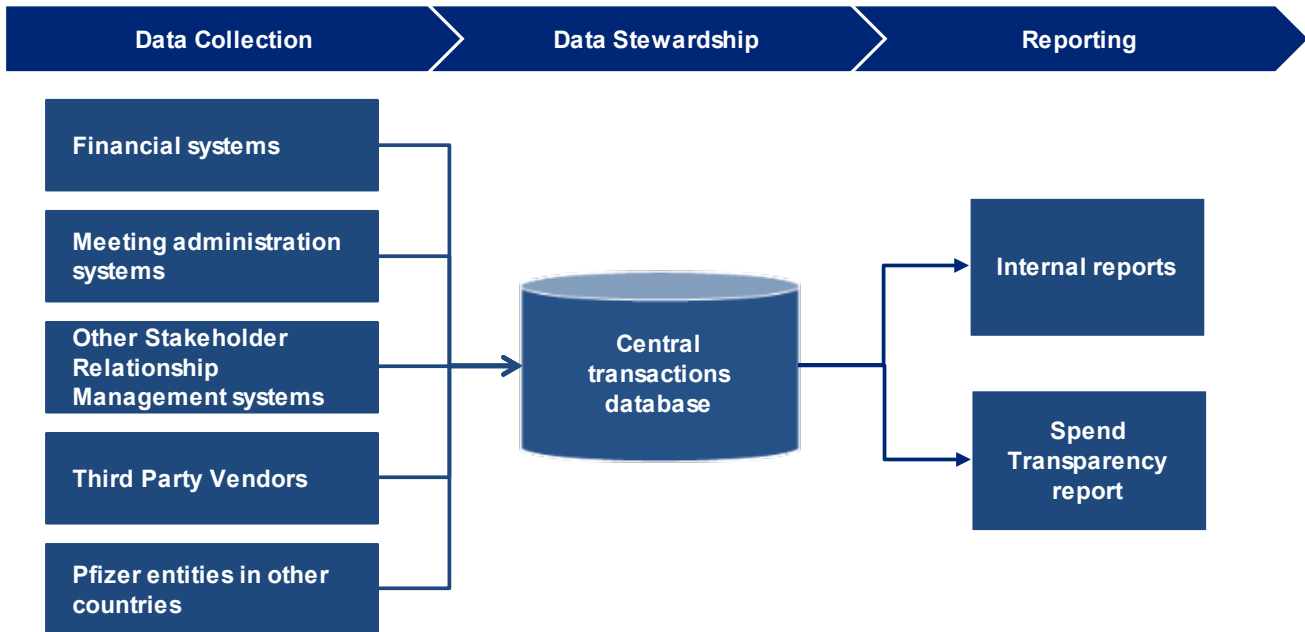 Data Collection
Data Stewardship
Reporting
Financial systems
Meeting administration
systems
Other Stakeholder
Relationship
Management systems
Third Party Vendors
Pfizer entities in other
countries
Central
transactions
database
Internal reports
Spend
Transparency
report